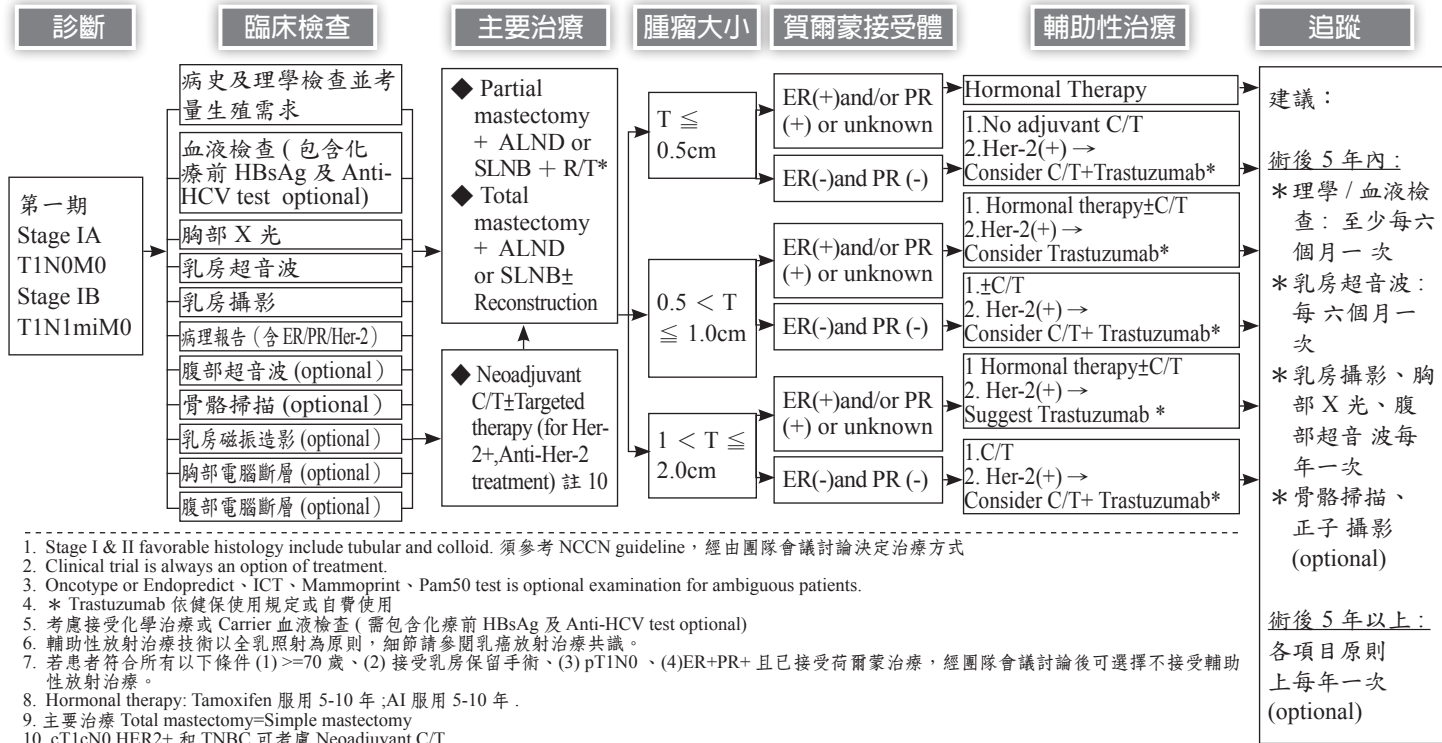 診斷
臨床檢查
主要治療
腫瘤大小
賀爾蒙接受體
輔助性治療
追蹤
第一期
Stage IA
T1N0M0
Stage IB
T1N1miM0
病史及理學檢查並考
量生殖需求
血液檢查 ( 包含化
療前 HBsAg 及 Anti-
HCV test optional)
胸部 X 光
乳房超音波
乳房攝影
病理報告（含 ER/PR/Her-2）
腹部超音波 (optional）
骨骼掃描 (optional）
乳房磁振造影 (optional）
胸部電腦斷層 (optional）
腹部電腦斷層 (optional）
◆ Partial
mastectomy
+ ALND or
SLNB + R/T*
◆ Total
mastectomy
+ ALND
or SLNB±
Reconstruction
◆ Neoadjuvant
C/T±Targeted
therapy (for Her-
2+,Anti-Her-2
treatment) 註 10
T ≦
0.5cm
0.5 < T
≦ 1.0cm
1 < T ≦
2.0cm
ER(+)and/or PR
(+) or unknown
ER(-)and PR (-)
ER(+)and/or PR
(+) or unknown
ER(-)and PR (-)
ER(+)and/or PR
(+) or unknown
ER(-)and PR (-)
Hormonal Therapy
1.No adjuvant C/T
2.Her-2(+) →
Consider C/T+Trastuzumab*
1. Hormonal therapy±C/T
2.Her-2(+) →
Consider Trastuzumab*
1.±C/T
2. Her-2(+) →
Consider C/T+ Trastuzumab*
1 Hormonal therapy±C/T
2. Her-2(+) →
Suggest Trastuzumab *
1.C/T
2. Her-2(+) →
Consider C/T+ Trastuzumab*
建議：
術後 5 年內 :
＊理學 / 血液檢
查 : 至少每六
個月一 次
＊乳房超音波 :
每 六個月一
次
＊乳房攝影、胸
部 X 光、腹
部超音 波每
年一次
＊骨骼掃描、
正子 攝影
(optional)
術後 5 年以上 :
各項目原則
上每年一次
(optional)
1. Stage I & II favorable histology include tubular and colloid. 須參考 NCCN guideline，經由團隊會議討論決定治療方式
2. Clinical trial is always an option of treatment.
3. Oncotype or Endopredict、ICT、Mammoprint、Pam50 test is optional examination for ambiguous patients.
4. ＊ Trastuzumab 依健保使用規定或自費使用
5. 考慮接受化學治療或 Carrier 血液檢查 ( 需包含化療前 HBsAg 及 Anti-HCV test optional)
6. 輔助性放射治療技術以全乳照射為原則，細節請參閱乳癌放射治療共識。
7. 若患者符合所有以下條件 (1) >=70 歲、(2) 接受乳房保留手術、(3) pT1N0 、(4)ER+PR+ 且已接受荷爾蒙治療，經團隊會議討論後可選擇不接受輔助
性放射治療。
8. Hormonal therapy: Tamoxifen 服用 5-10 年 ;AI 服用 5-10 年 .
9. 主要治療 Total mastectomy=Simple mastectomy
10. cT1cN0 HER2+ 和 TNBC 可考慮 Neoadjuvant C/T